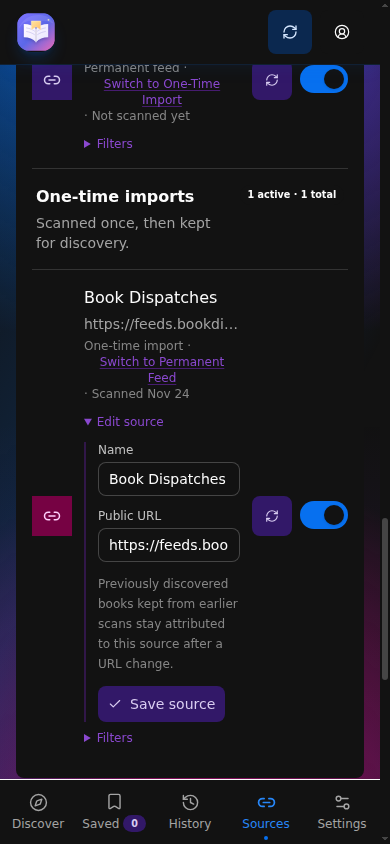 Permanent feed ·
Switch to One-Time
Import
· Not scanned yet
▶ Filters
One-time imports
1 active · 1 total
Scanned once, then kept
for discovery.
Book Dispatches
https://feeds.bookdi…
One-time import ·
Switch to Permanent
Feed
· Scanned Nov 24
▼ Edit source
Name
Book Dispatches
Public URL
https://feeds.boo
Previously discovered
books kept from earlier
scans stay attributed
to this source after a
URL change.
Save source
▶ Filters
Discover
Saved 0
History
Sources
Settings